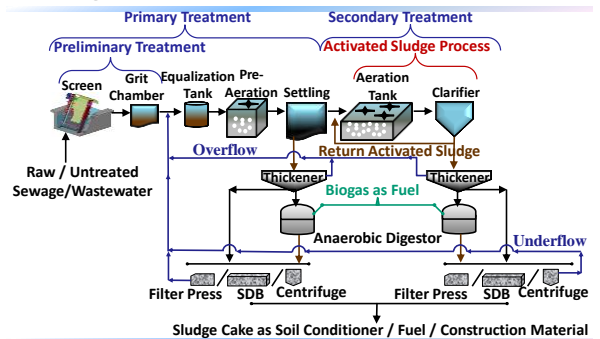 Primary Treatment
Secondary Treatment
Preliminary Treatment
Activated Sludge Process
Screen
Grit
Chamber
Equalization
Tank
Pre-
Aeration
Settling
Aeration
Tank
Clarifier
Raw / Untreated
Sewage/Wastewater
Overflow
Return Activated Sludge
Thickener
Thickener
Biogas as Fuel
Anaerobic Digestor
Underflow
Filter Press / SDB / Centrifuge
Filter Press / SDB / Centrifuge
Sludge Cake as Soil Conditioner / Fuel / Construction Material